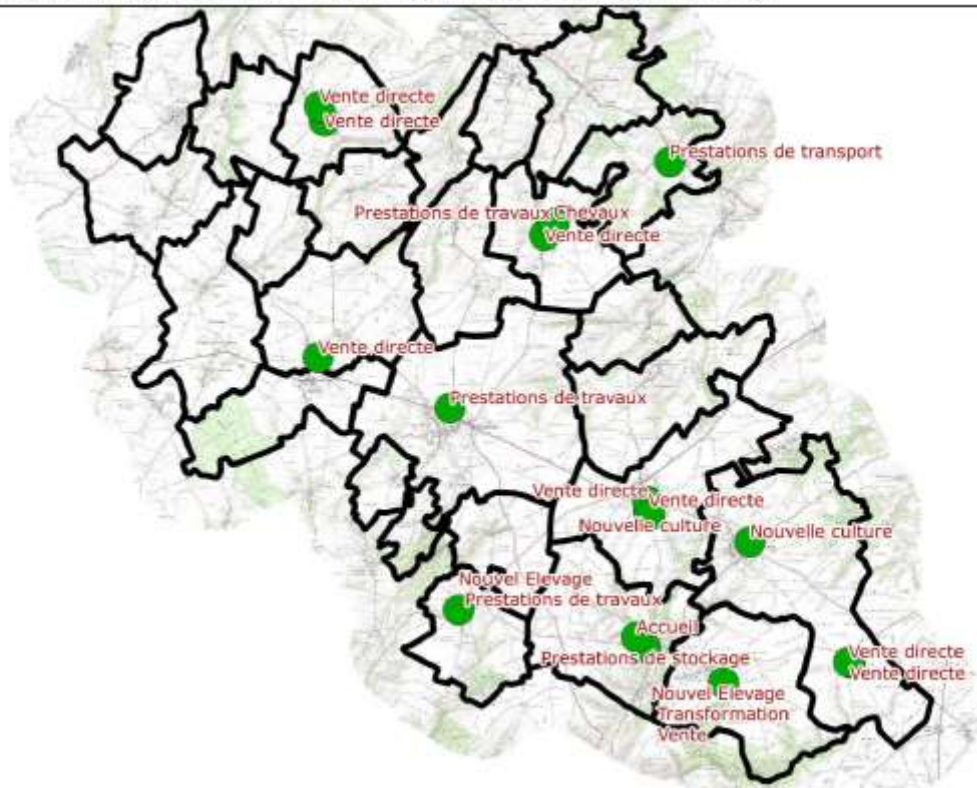 Vente directe
Vente directe
Prestations de transport
Prestations de travaux Chevaux
Vente directe
Vente directe
Prestations de travaux
Vente directe
Vente directe
Nouvelle culture
Nouvelle culture
Nouvel Elevage
Prestations de travaux
Accueil
Prestations de stockage
Vente directe
Vente directe
Nouvel Elevage
Transformation
Vente